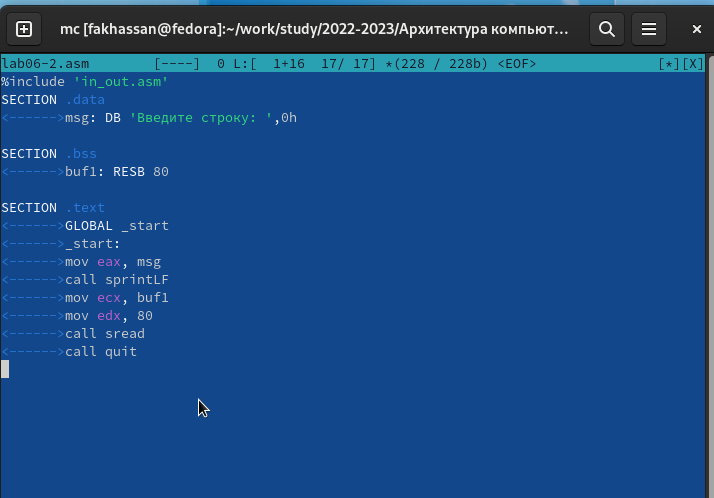 mc [fakhassan@fedora]:~/work/study/2022-2023/Архитектура компьют…
lab06-2.asm [----] 0 L:[ 1+16 17/ 17] *(228 / 228b) <EOF> [*][X]
%include 'in_out.asm'
SECTION .data
<------>msg: DB 'Введите строку: ',0h
SECTION .bss
<------>buf1: RESB 80
SECTION .text
<------>GLOBAL _start
<------>_start:
<------>mov eax, msg
<------>call sprintLF
<------>mov ecx, buf1
<------>mov edx, 80
<------>call sread
<------>call quit